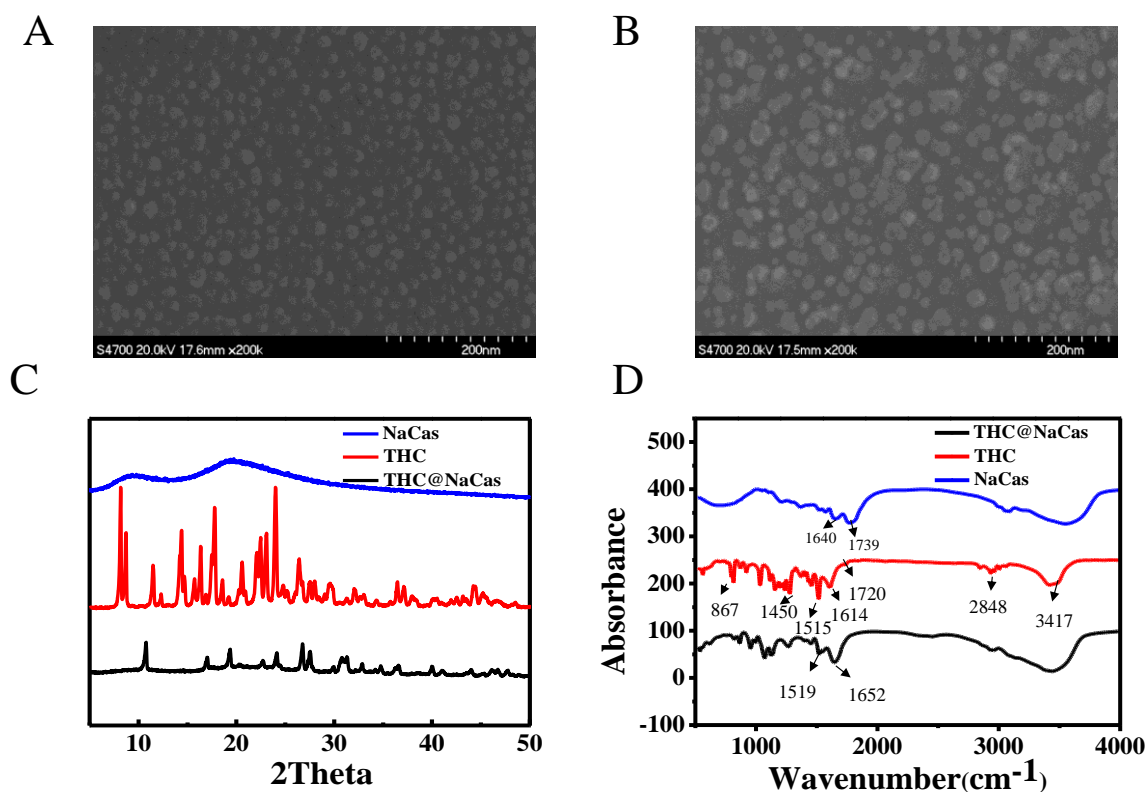 A
B
S4700 20.0kV 17.6mm x200k 200nm
S4700 20.0kV 17.5mm x200k 200nm
C
NaCas
THC
THC@NaCas
10 20 30 40 50
2Theta
D
THC@NaCas
THC
NaCas
Absorbance
500
400
300
200
100
0
-100
1640
1739
867
1450
1515
1614
1720
2848
3417
1519
1652
1000 2000 3000 4000
Wavenumber(cm-1)